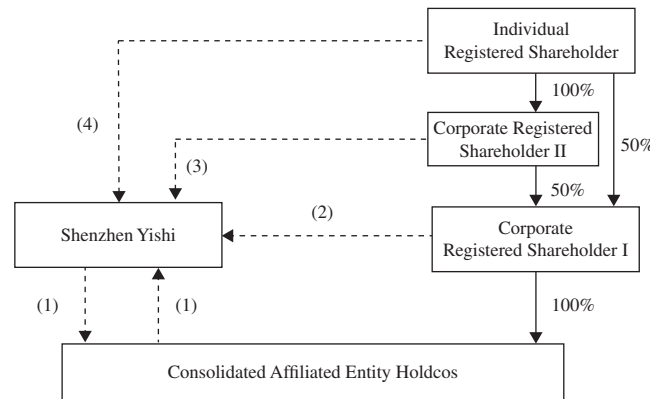 Individual
Registered Shareholder
(4)
100%
Corporate Registered
Shareholder II
50%
(3)
50%
(2)
Shenzhen Yishi
Corporate
Registered Shareholder I
(1)
(1)
100%
Consolidated Affiliated Entity Holdcos